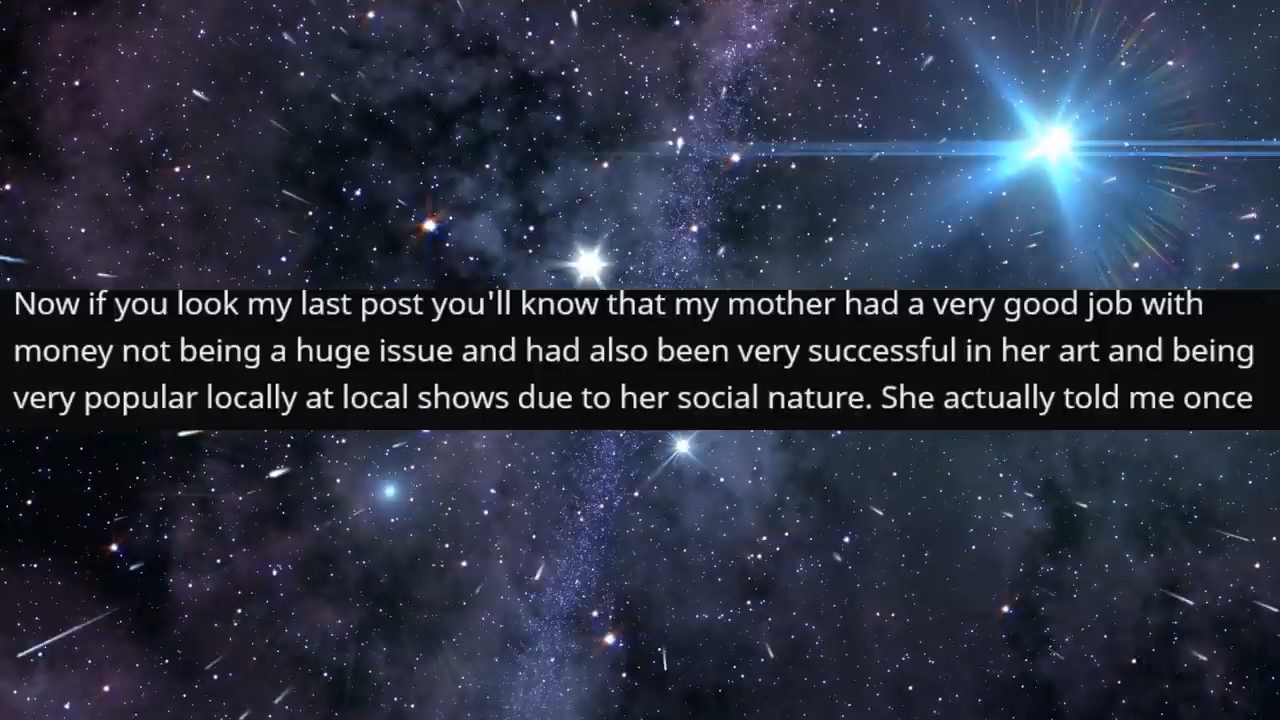 Now if you look my last post you'll know that my mother had a very good job with
money not being a huge issue and had also been very successful in her art and being
very popular locally at local shows due to her social nature. She actually told me once